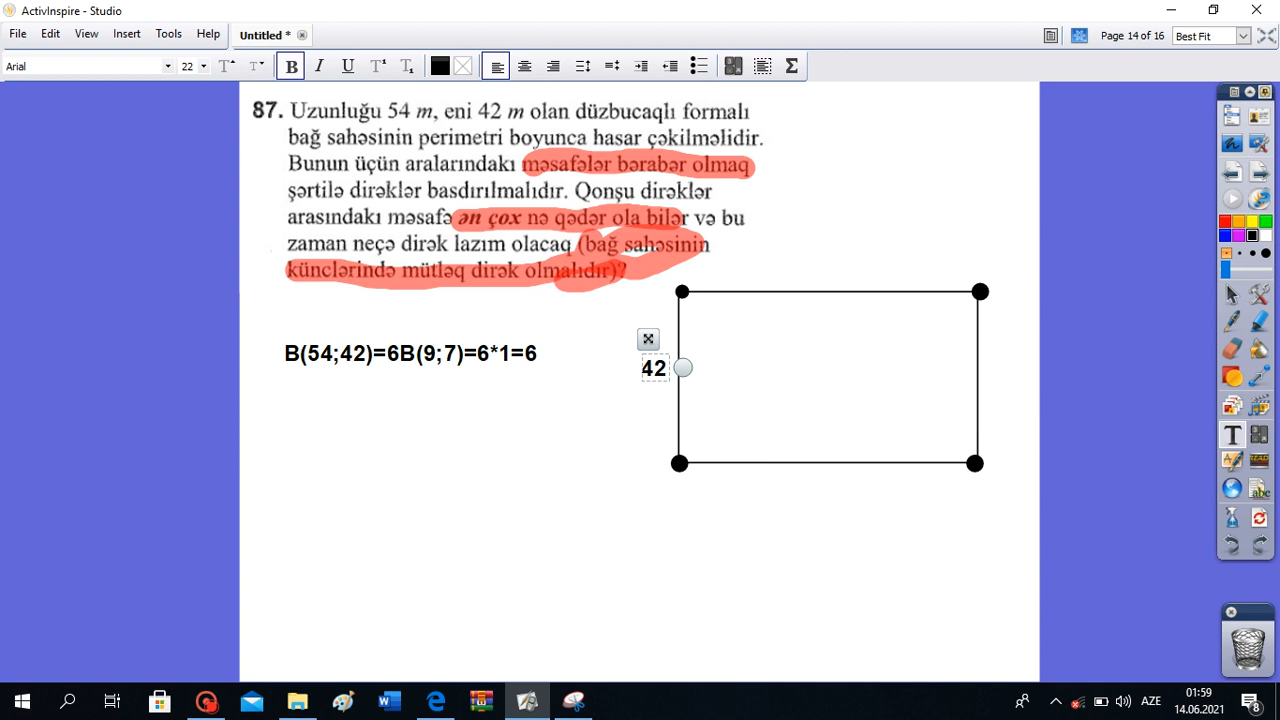 ActivInspire - Studio
File Edit View Insert Tools Help
Untitled *
Page 14 of 16
Best Fit
Arial
22
87. Uzunluğu 54 m, eni 42 m olan düzbucaqlı formalı
bağ sahəsinin perimetri boyunca hasar çəkilməlidir.
Bunun üçün aralarındakı məsafələr bərabər olmaq
şərtilə dirəklər basdırılmalıdır. Qonşu dirəklər
arasındakı məsafə ən çox nə qədər ola bilər və bu
zaman neçə dirək lazım olacaq (bağ sahəsinin
künclərində mütləq dirək olmalıdır)?
B(54;42)=6B(9;7)=6*1=6
42
AZE
01:59
14.06.2021
8